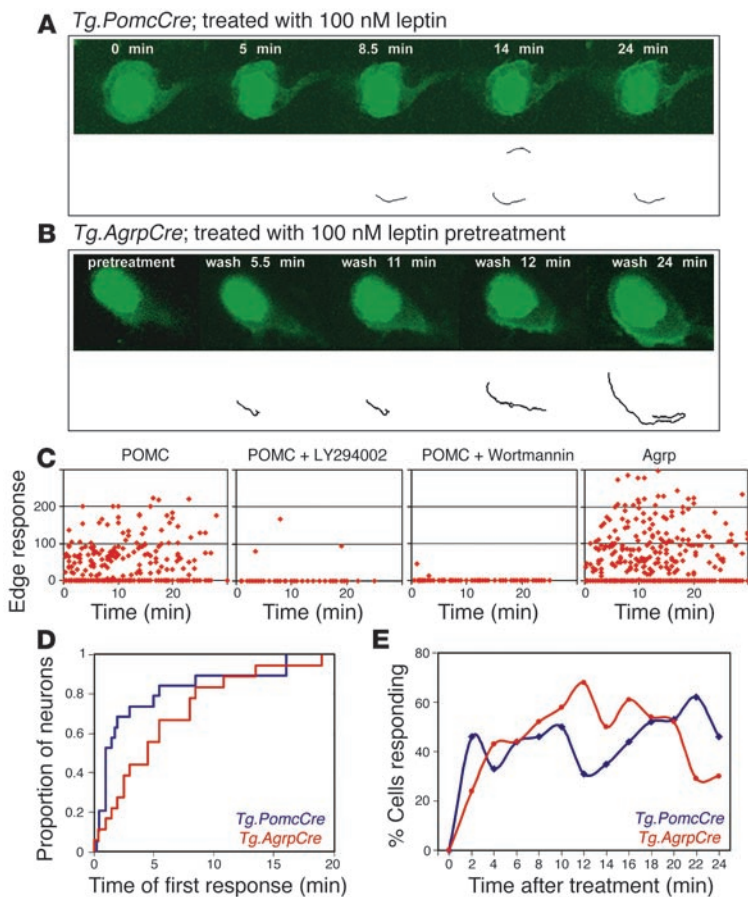 A Tg.PomcCre; treated with 100 nM leptin
0 min 5 min 8.5 min 14 min 24 min
B Tg.AgrpCre; treated with 100 nM leptin pretreatment
pretreatment wash 5.5 min wash 11 min wash 12 min wash 24 min
C POMC POMC + LY294002 POMC + Wortmannin Agrp
Edge response
200
100
0
0 10 20 0 10 20 0 10 20 0 10 20
Time (min) Time (min) Time (min) Time (min)
D
Proportion of neurons
1
0.8
0.6
0.4
0.2
0
Tg.PomcCre
Tg.AgrpCre
0 5 10 15 20
Time of first response (min)
E
% Cells responding
80
60
40
20
0
Tg.PomcCre
Tg.AgrpCre
0 2 4 6 8 10 12 14 16 18 20 22 24
Time after treatment (min)